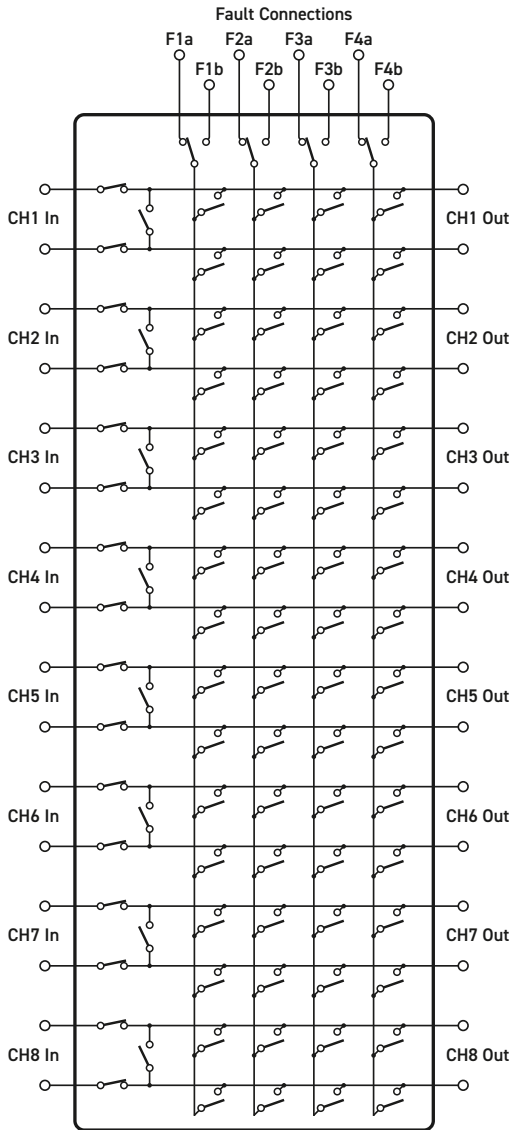 Fault Connections
F1a F2a F3a F4a
F1b F2b F3b F4b
CH1 In CH1 Out
CH2 In CH2 Out
CH3 In CH3 Out
CH4 In CH4 Out
CH5 In CH5 Out
CH6 In CH6 Out
CH7 In CH7 Out
CH8 In CH8 Out